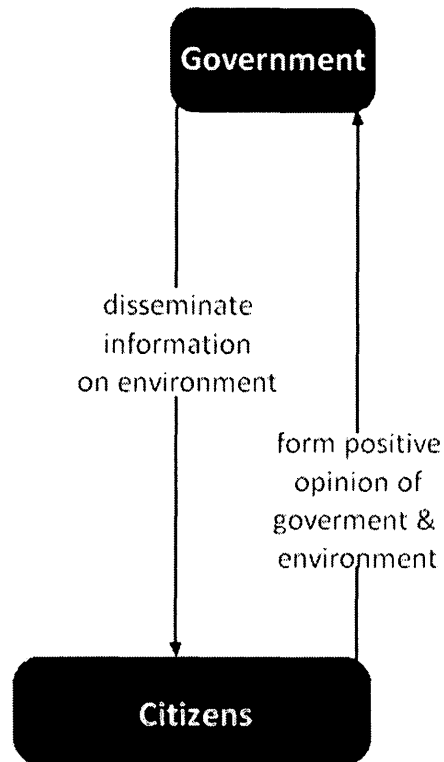 Government
disseminate
information
on environment
form positive
opinion of
goverment &
environment
Citizens